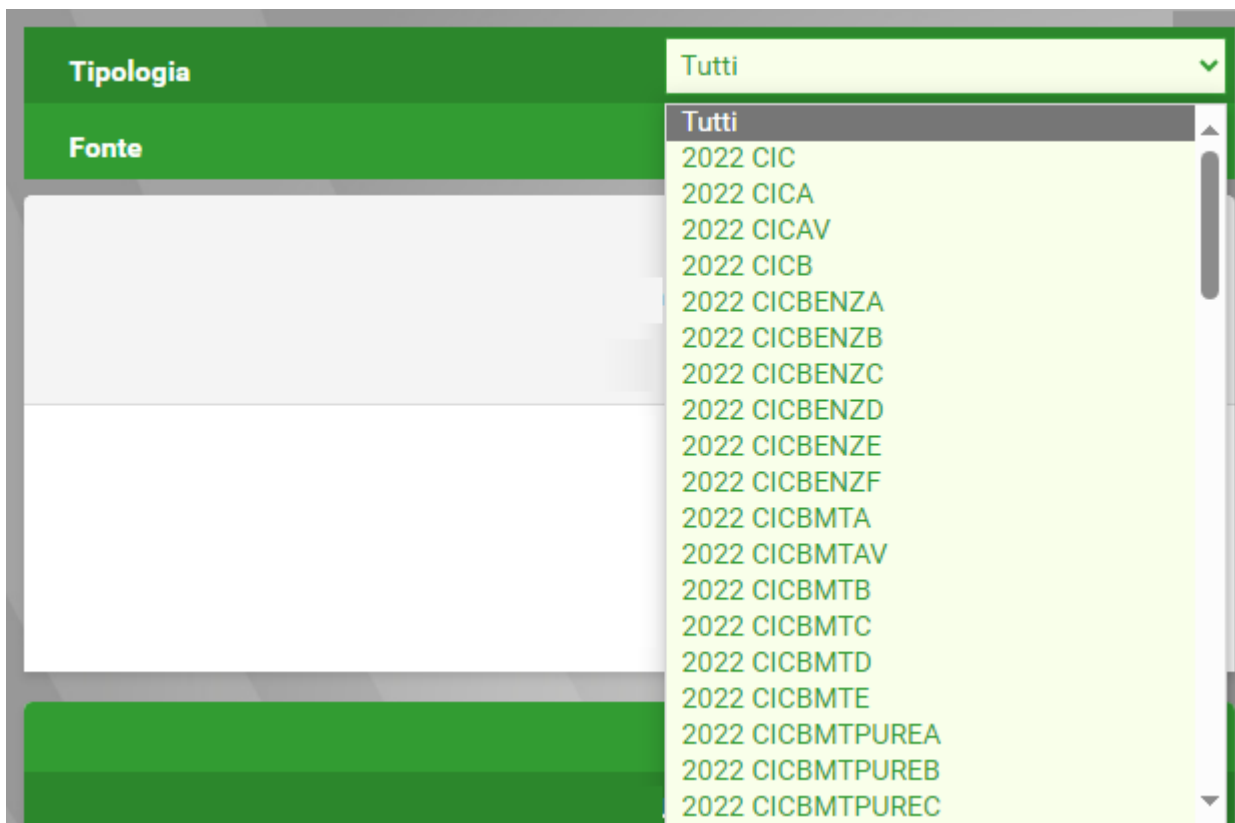 Tipologia
Tutti
Fonte
Tutti
2022 CIC
2022 CICA
2022 CICAV
2022 CICB
2022 CICBENZA
2022 CICBENZB
2022 CICBENZC
2022 CICBENZD
2022 CICBENZE
2022 CICBENZF
2022 CICBMTA
2022 CICBMTAV
2022 CICBMTB
2022 CICBMTC
2022 CICBMTD
2022 CICBMTE
2022 CICBMTPUREA
2022 CICBMTPUREB
2022 CICBMTPUREC